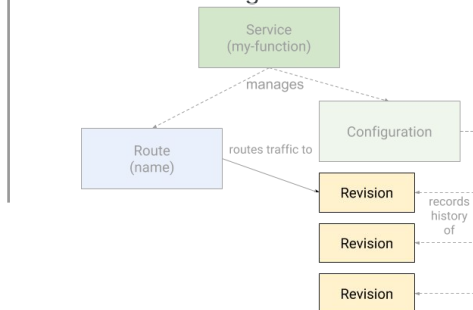 Service
(my-function)
manages
Configuration
Route
(name)
routes traffic to
Revision
records
history
of
Revision
Revision